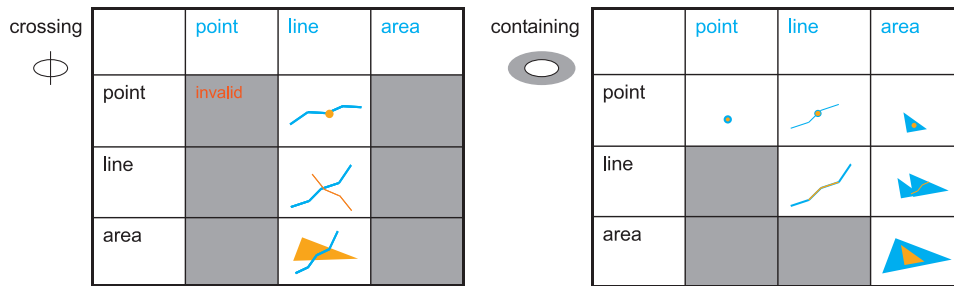 crossing
point line area
point
invalid
line
area
containing
point line area
point
line
area